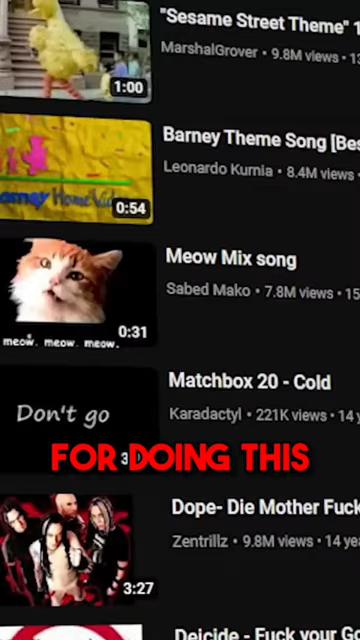 "Sesame Street Theme" 1
MarshalGrover • 9.8M views • 13
1:00
Barney Theme Song [Bes
Leonardo Kurnia • 8.4M views •
0:54
Meow Mix song
Sabed Mako • 7.8M views • 15
0:31
meow. meow. meow.
Matchbox 20 - Cold
Karadactyl • 221K views • 14 y
Don't go
FOR DOING THIS
Dope- Die Mother Fuck
Zentrillz • 9.8M views • 14 yea
3:27
Deicide - Fuck your Go